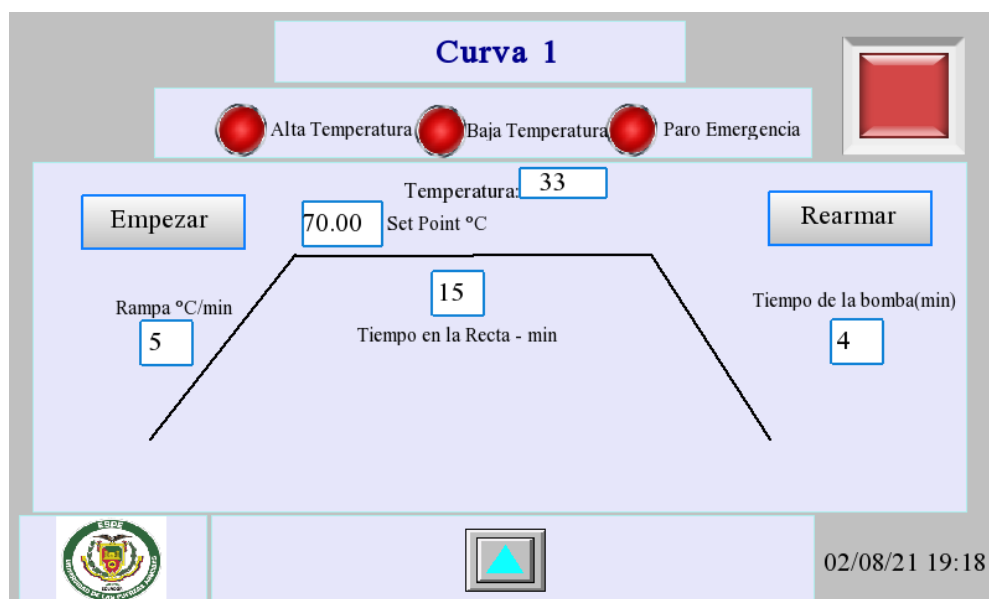 Curva 1
Alta Temperatura
Baja Temperatura
Paro Emergencia
Temperatura:
33
Empezar
70.00
Set Point °C
Rearmar
Rampa °C/min
5
15
Tiempo en la Recta - min
Tiempo de la bomba(min)
4
ESPE
02/08/21 19:18